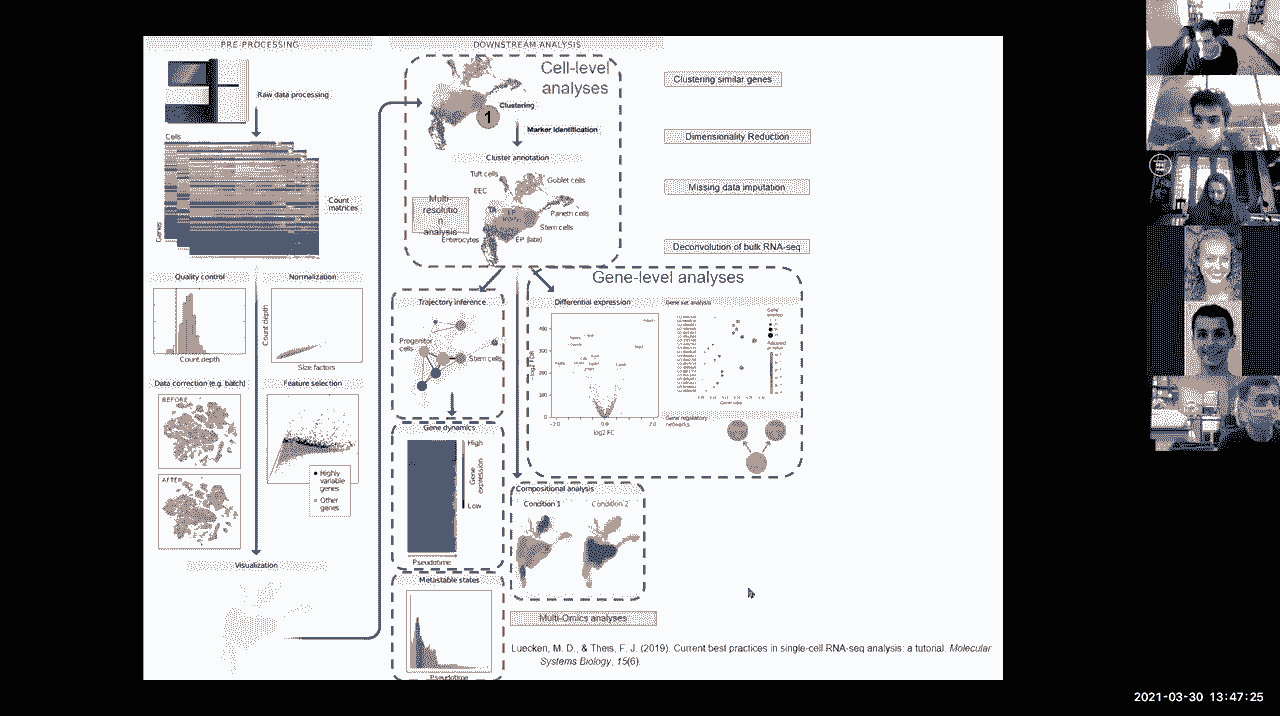 PRE PROCESSING
DOWNSTREAM ANALYSIS
Raw data processing
Cells
Genes
Count
matrices
Quality control
Normalization
Count depth
Count depth
Size factors
Data correction (e.g. batch)
Feature selection
BEFORE
AFTER
Highly
variable
genes
Other
genes
Visualization
Cell-level
analyses
Clustering
1
Marker Identification
Cluster annotation
Tuft cells
Goblet cells
EEC
Paneth cells
Stem cells
EP (late)
Enterocytes
Multi-
resolutio
analysis
Trajectory inference
Progenitor
cells
Stem cells
Gene dynamics
High
Gene
expression
Low
Pseudotime
Metastable states
Pseudotime
Gene-level analyses
Differential expression
400
300
200
100
0
log2 FC
Gene set analysis
Gene regulatory
networks
Compositional analysis
Condition 1
Condition 2
Multi-Omics analyses
Clustering similar genes
Dimensionality Reduction
Missing data imputation
Deconvolution of bulk RNA-seq
Luecken, M. D., & Theis, F. J. (2019). Current best practices in single-cell RNA-seq analysis: a tutorial. Molecular
Systems Biology, 15(6).
2021-03-30 13:47:25